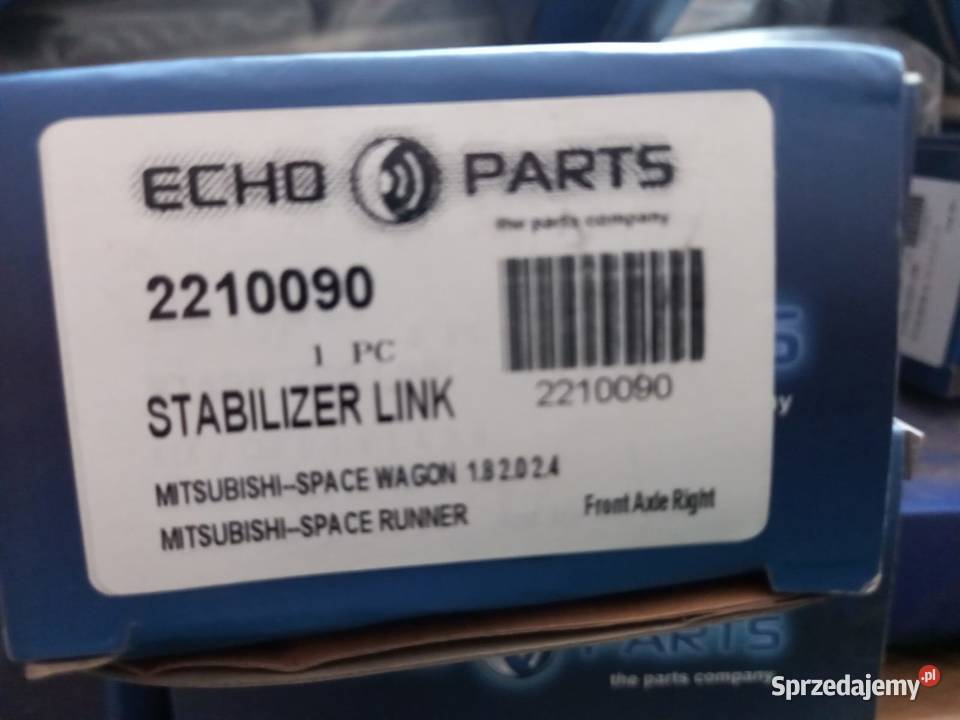 ECHO PARTS
the parts company
2210090
1 PC
2210090
STABILIZER LINK
MITSUBISHI-SPACE WAGON 1.8 2.0 2.4
MITSUBISHI-SPACE RUNNER
Front Axle Right
S
y
PARTS
the parts company
Sprzedajemy.pl